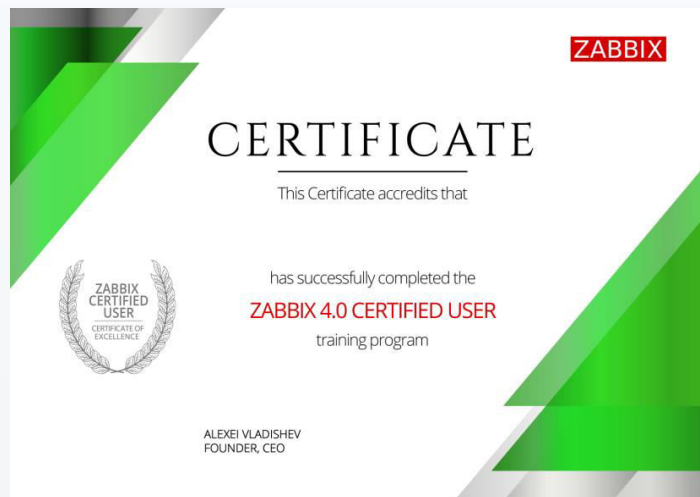 ZABBIX
CERTIFICATE
This Certificate accredits that
has successfully completed the
ZABBIX 4.0 CERTIFIED USER
training program
ZABBIX
CERTIFIED
USER
CERTIFICATE OF
EXCELLENCE
ALEXEI VLADISHEV
FOUNDER, CEO